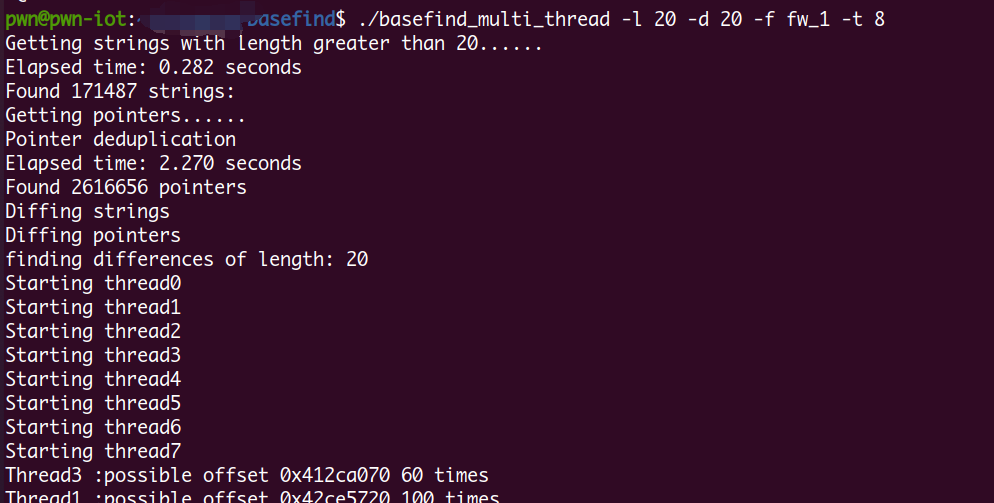 pwn@pwn-iot: basefind$ ./basefind_multi_thread -l 20 -d 20 -f fw_1 -t 8
Getting strings with length greater than 20......
Elapsed time: 0.282 seconds
Found 171487 strings:
Getting pointers......
Pointer deduplication
Elapsed time: 2.270 seconds
Found 2616656 pointers
Diffing strings
Diffing pointers
finding differences of length: 20
Starting thread0
Starting thread1
Starting thread2
Starting thread3
Starting thread4
Starting thread5
Starting thread6
Starting thread7
Thread3 :possible offset 0x412ca070 60 times
Thread1 :possible offset 0x42ce5720 100 times